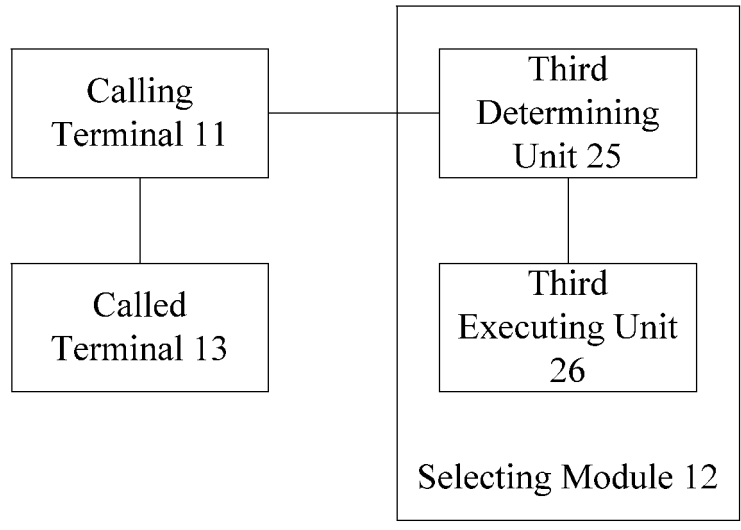 Calling
Terminal 11
Third
Determining
Unit 25
Called
Terminal 13
Third
Executing Unit
26
Selecting Module 12